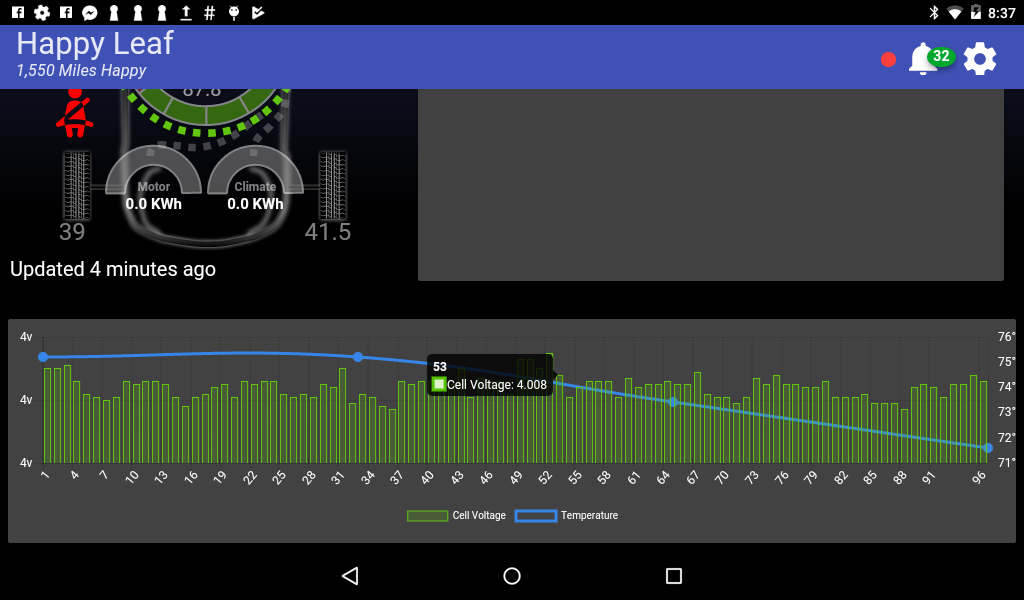 8:37
Happy Leaf
1,550 Miles Happy
32
87.8
Motor
0.0 KWh
Climate
0.0 KWh
39
41.5
Updated 4 minutes ago
4v
4v
4v
76°
75°
74°
73°
72°
71°
53
Cell Voltage: 4.008
1 4 7 10 13 16 19 22 25 28 31 34 37 40 43 46 49 52 55 58 61 64 67 70 73 76 79 82 85 88 91 96
Cell Voltage
Temperature